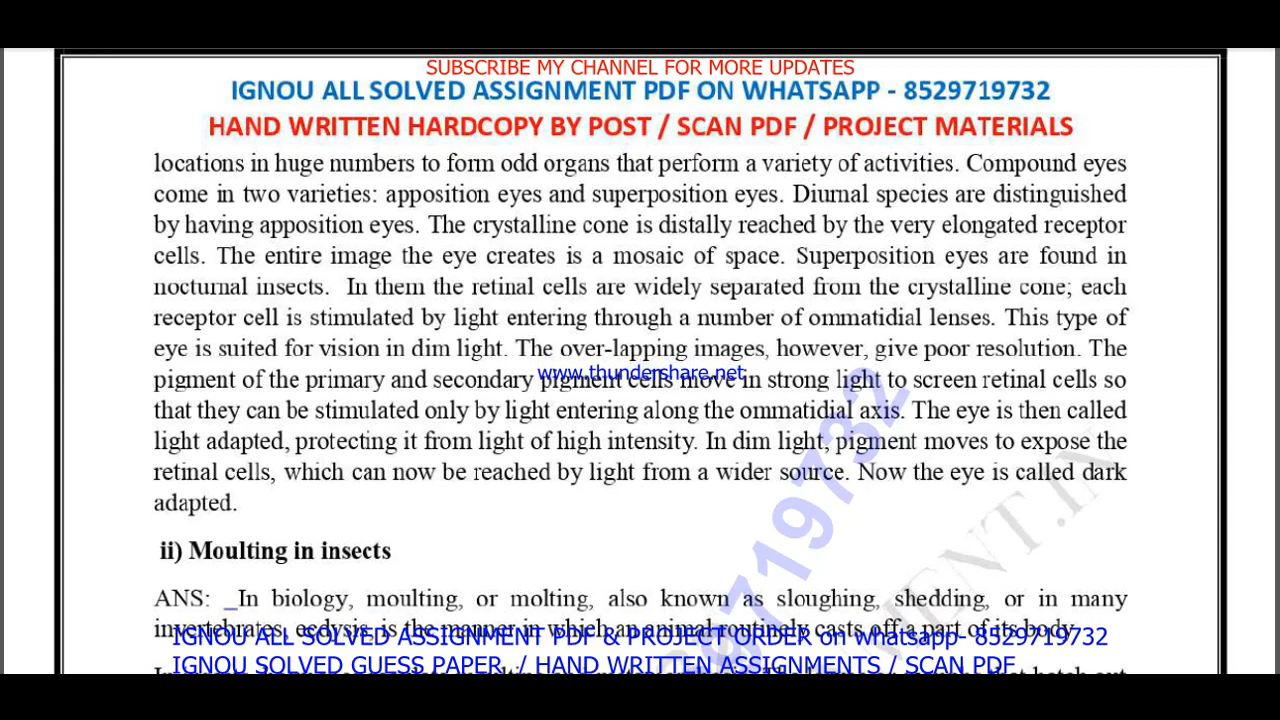 SUBSCRIBE MY CHANNEL FOR MORE UPDATES
IGNOU ALL SOLVED ASSIGNMENT PDF ON WHATSAPP - 8529719732
HAND WRITTEN HARDCOPY BY POST / SCAN PDF / PROJECT MATERIALS
locations in huge numbers to form odd organs that perform a variety of activities. Compound eyes
come in two varieties: apposition eyes and superposition eyes. Diurnal species are distinguished
by having apposition eyes. The crystalline cone is distally reached by the very elongated receptor
cells. The entire image the eye creates is a mosaic of space. Superposition eyes are found in
nocturnal insects. In them the retinal cells are widely separated from the crystalline cone; each
receptor cell is stimulated by light entering through a number of ommatidial lenses. This type of
eye is suited for vision in dim light. The over-lapping images, however, give poor resolution. The
www.thundershare.net
pigment of the primary and secondary pigment cells move in strong light to screen retinal cells so
that they can be stimulated only by light entering along the ommatidial axis. The eye is then called
light adapted, protecting it from light of high intensity. In dim light, pigment moves to expose the
retinal cells, which can now be reached by light from a wider source. Now the eye is called dark
adapted.
ii) Moulting in insects
ANS: _In biology, moulting, or molting, also known as sloughing, shedding, or in many
invertebrates, ecdysis is the manner in which an animal routinely casts off a part of its body
IGNOU ALL SOLVED ASSIGNMENT PDF & PROJECT ORDER on whatsapp- 8529719732
IGNOU SOLVED GUESS PAPER / HAND WRITTEN ASSIGNMENTS / SCAN PDF
9719732
MENT.IN